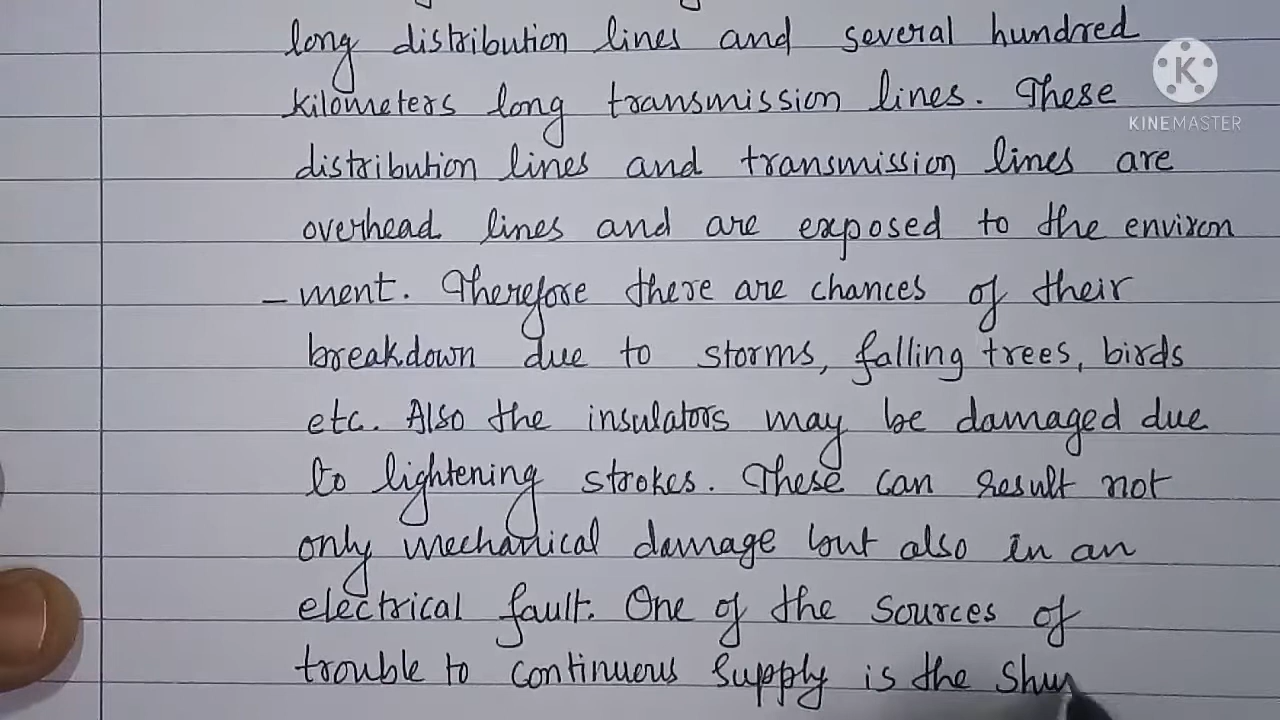 long distribution lines and several hundred
kilometers long transmission lines. These
distribution lines and transmission lines are
overhead lines and are exposed to the environ
- ment. Therefore there are chances of their
breakdown due to storms, falling trees, birds
etc. Also the insulators may be damaged due
to lightening strokes. These can result not
only mechanical damage but also in an
electrical fault. One of the sources of
trouble to continuous supply is the Shu
K
KINEMASTER